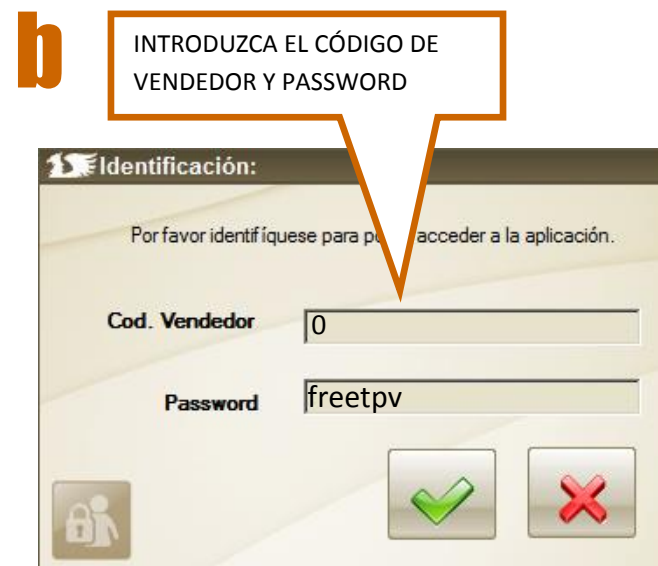 b
INTRODUZCA EL CÓDIGO DE
VENDEDOR Y PASSWORD
Identificación:
Por favor identifíquese para po acceder a la aplicación.
Cod. Vendedor
0
Password
freetpv